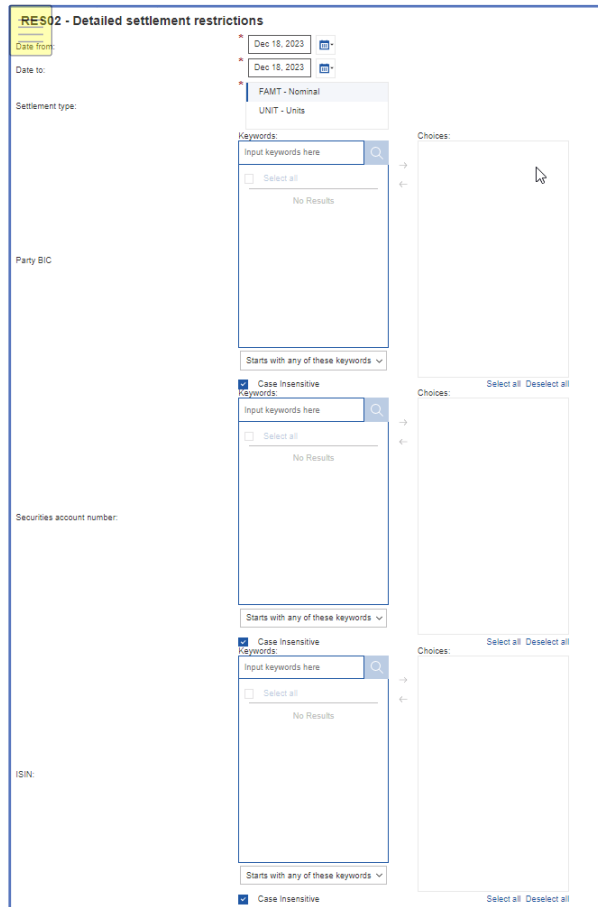 RES02 - Detailed settlement restrictions
Date from:
* Dec 18, 2023
Date to:
* Dec 18, 2023
Settlement type:
* FAMT - Nominal
UNIT - Units
Party BIC
Keywords: Choices:
Input keywords here
Select all
No Results
Starts with any of these keywords
Case Insensitive Select all Deselect all
Securities account number:
Keywords: Choices:
Input keywords here
Select all
No Results
Starts with any of these keywords
Case Insensitive Select all Deselect all
ISIN:
Keywords: Choices:
Input keywords here
Select all
No Results
Starts with any of these keywords
Case Insensitive Select all Deselect all